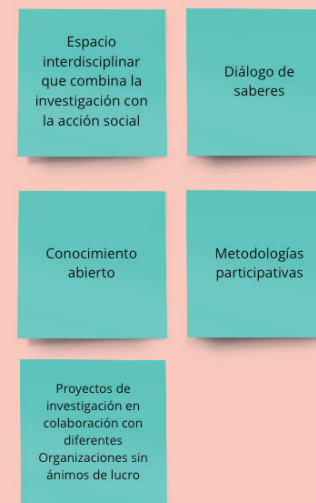 Espacio
interdisciplinar
que combina la
investigación con
la acción social
Diálogo de
saberes
Conocimiento
abierto
Metodologías
participativas
Proyectos de
investigación en
colaboración con
diferentes
Organizaciones sin
ánimos de lucro